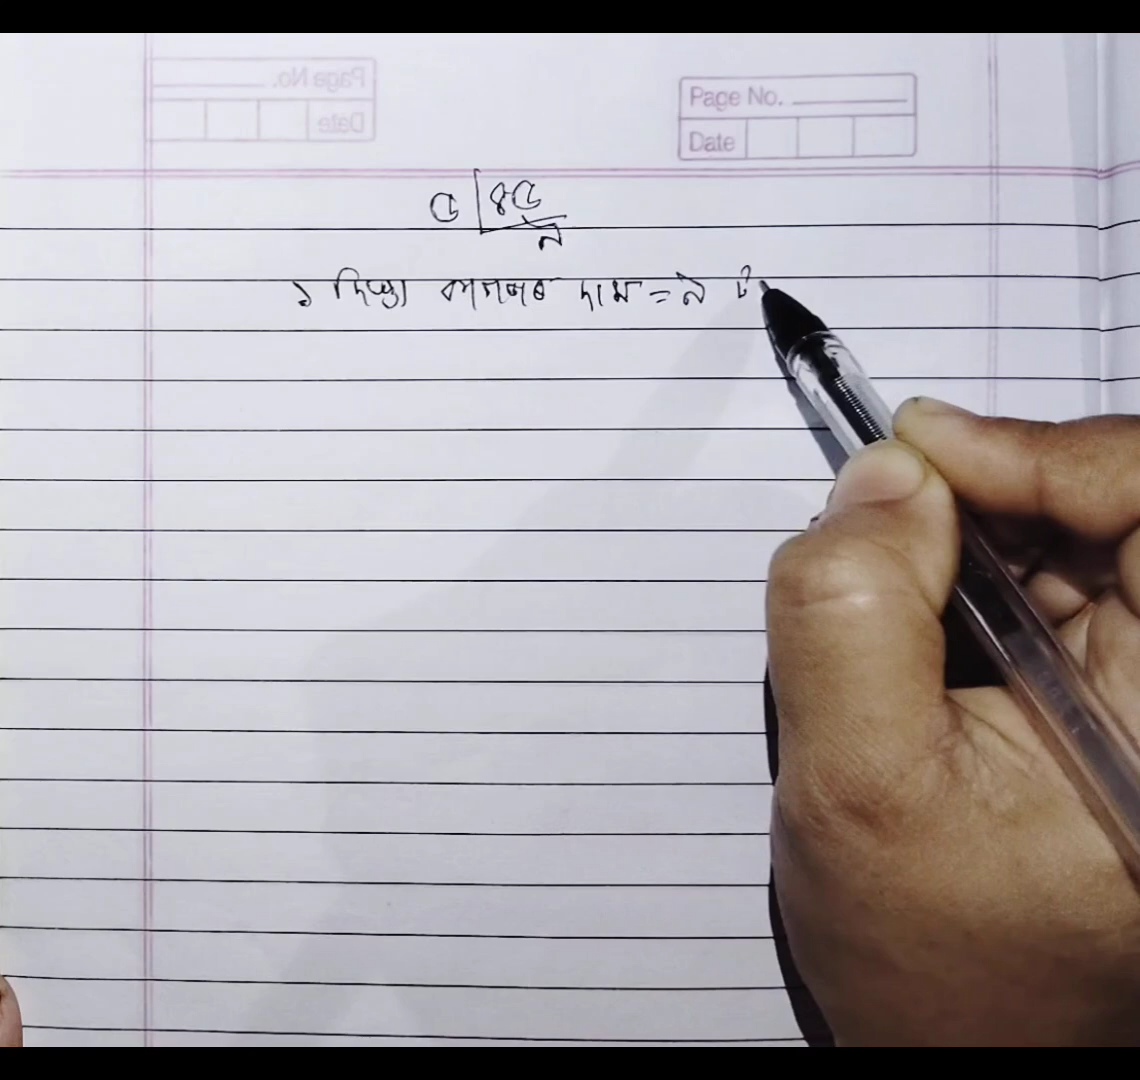 Page No.
Date
৫ | ৪৫
৯
১ দিস্তা কাগজৰ দাম = ৯ ট